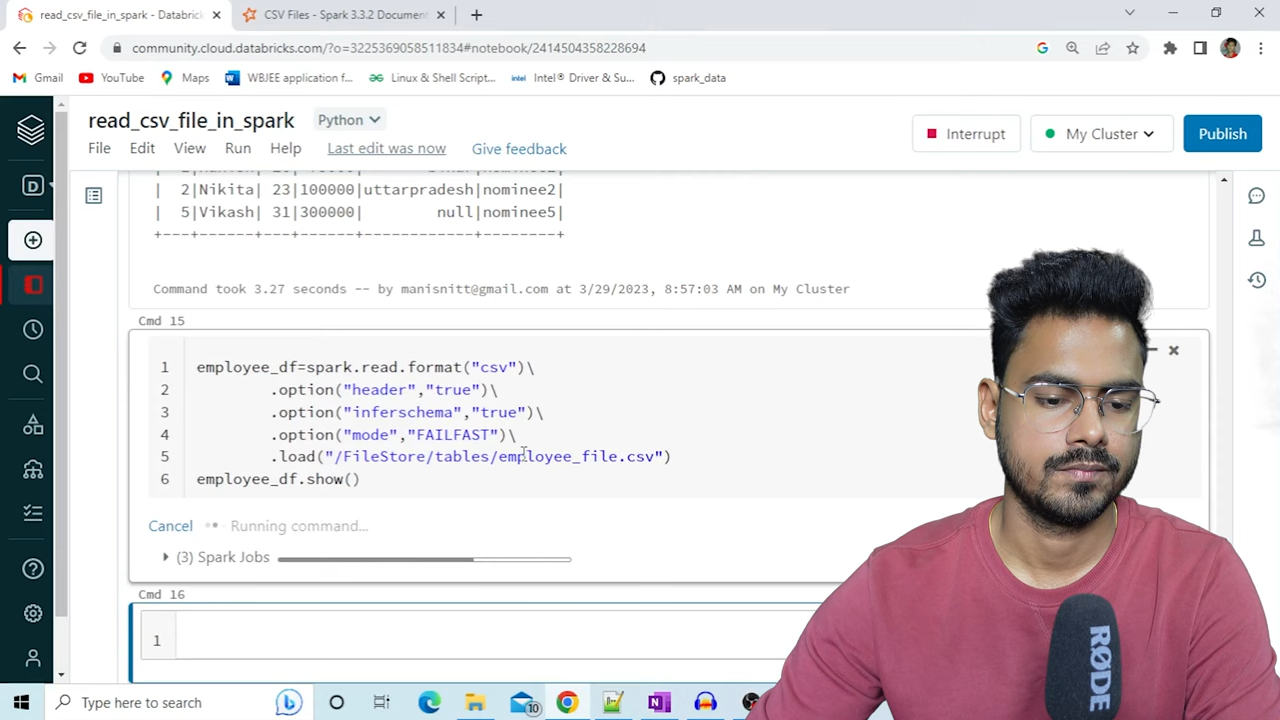 read_csv_file_in_spark - Databric
CSV Files - Spark 3.3.2 Document
community.cloud.databricks.com/?o=3225369058511834#notebook/2414504358228694
Gmail
YouTube
Maps
WBJEE application f...
Linux & Shell Script...
intel
Intel® Driver & Su...
spark_data
read_csv_file_in_spark
Python
File Edit View Run Help Last edit was now Give feedback
Interrupt
My Cluster
Publish
D
| 2|Nikita| 23|100000|uttarpradesh|nominee2|
| 5|Vikash| 31|300000| null|nominee5|
+---+------+---+------+------------+--------+
Command took 3.27 seconds -- by manisnitt@gmail.com at 3/29/2023, 8:57:03 AM on My Cluster
Cmd 15
1 employee_df=spark.read.format("csv")\
2 .option("header","true")\
3 .option("inferschema","true")\
4 .option("mode","FAILFAST")\
5 .load("/FileStore/tables/employee_file.csv")
6 employee_df.show()
Cancel Running command...
(3) Spark Jobs
Cmd 16
1
RØDE
Type here to search
10